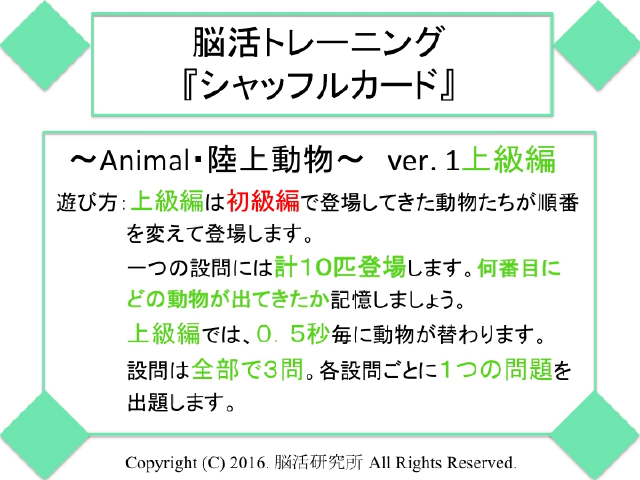 脳活トレーニング
『シャッフルカード』
～Animal・陸上動物～　ver. 1上級編
遊び方：上級編は初級編で登場してきた動物たちが順番
を変えて登場します。
一つの設問には計１０匹登場します。何番目に
どの動物が出てきたか記憶しましょう。
上級編では、０．５秒毎に動物が替わります。
設問は全部で３問。各設問ごとに１つの問題を
出題します。
Copyright (C) 2016. 脳活研究所 All Rights Reserved.